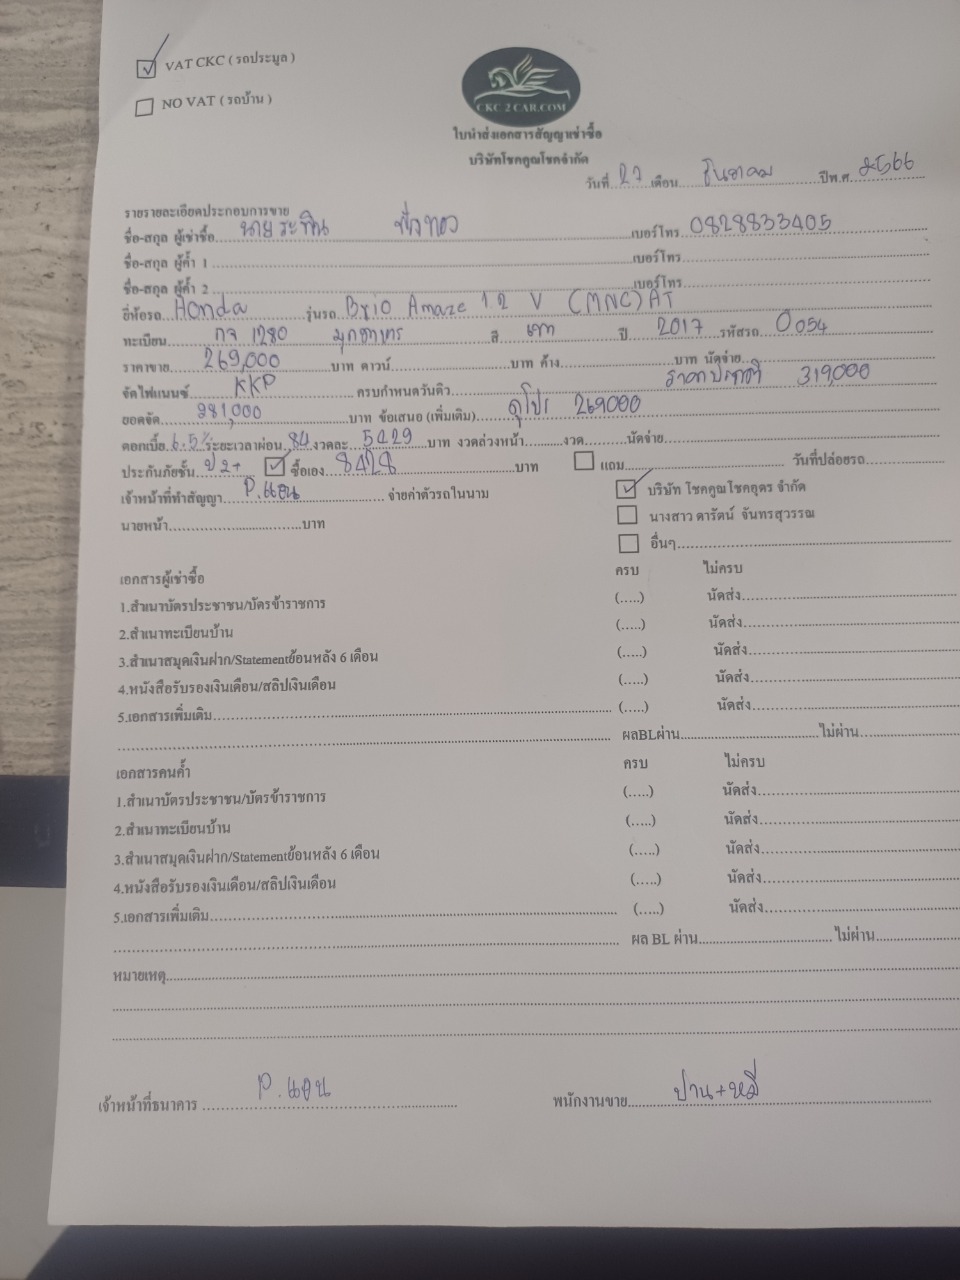 VAT CKC ( รถประมูล )
NO VAT ( รถบ้าน )
CKC 2 CAR.COM
ใบนำส่งเอกสารสัญญาเช่าซื้อ
บริษัทโชคคูณโชคจำกัด
วันที่ 27 เดือน ธันวาคม ปีพ.ศ. 2566
รายรายละเอียดประกอบการขาย
ชื่อ-สกุล ผู้เช่าซื้อ นายระพิน เบอร์โทร 0828833405
ชื่อ-สกุล ผู้ค้ำ 1 เบอร์โทร
ชื่อ-สกุล ผู้ค้ำ 2 เบอร์โทร
ยี่ห้อรถ Honda รุ่นรถ Brio Amaze 1.2 V (MNC) AT
ทะเบียน กจ 1280 มุกดาหาร สี เทา ปี 2017 รหัสรถ 0054
ราคาขาย 269,000 บาท ดาวน์ บาท ค้าง บาท นัดจ่าย
จัดไฟแนนซ์ KKP ครบกำหนดวันคิว ราคาปกติ 319,000
ยอดจัด 281,000 บาท ข้อเสนอ (เพิ่มเติม) ดูโปร 269000
ดอกเบี้ย 6.5% ระยะเวลาผ่อน 84 งวดละ 5429 บาท งวดล่วงหน้า งวด นัดจ่าย
ประกันภัยชั้น ป 2+ ซื้อเอง 8428 บาท แถม วันที่ปล่อยรถ
เจ้าหน้าที่ทำสัญญา P.แอน จ่ายค่าตัวรถในนาม บริษัท โชคคูณโชคอุดร จำกัด
นายหน้า บาท นางสาว ดารัตน์ จันทรสุวรรณ
อื่นๆ
เอกสารผู้เช่าซื้อ ครบ ไม่ครบ
1.สำเนาบัตรประชาชน/บัตรข้าราชการ (.....) นัดส่ง
2.สำเนาทะเบียนบ้าน (.....) นัดส่ง
3.สำเนาสมุดเงินฝาก/Statementย้อนหลัง 6 เดือน (.....) นัดส่ง
4.หนังสือรับรองเงินเดือน/สลิปเงินเดือน (.....) นัดส่ง
5.เอกสารเพิ่มเติม (.....) นัดส่ง
ผลBLผ่าน ไม่ผ่าน
เอกสารคนค้ำ ครบ ไม่ครบ
1.สำเนาบัตรประชาชน/บัตรข้าราชการ (.....) นัดส่ง
2.สำเนาทะเบียนบ้าน (.....) นัดส่ง
3.สำเนาสมุดเงินฝาก/Statementย้อนหลัง 6 เดือน (.....) นัดส่ง
4.หนังสือรับรองเงินเดือน/สลิปเงินเดือน (.....) นัดส่ง
5.เอกสารเพิ่มเติม (.....) นัดส่ง
ผล BL ผ่าน ไม่ผ่าน
หมายเหตุ
เจ้าหน้าที่ธนาคาร P.แอน พนักงานขาย ปาน+หมี่